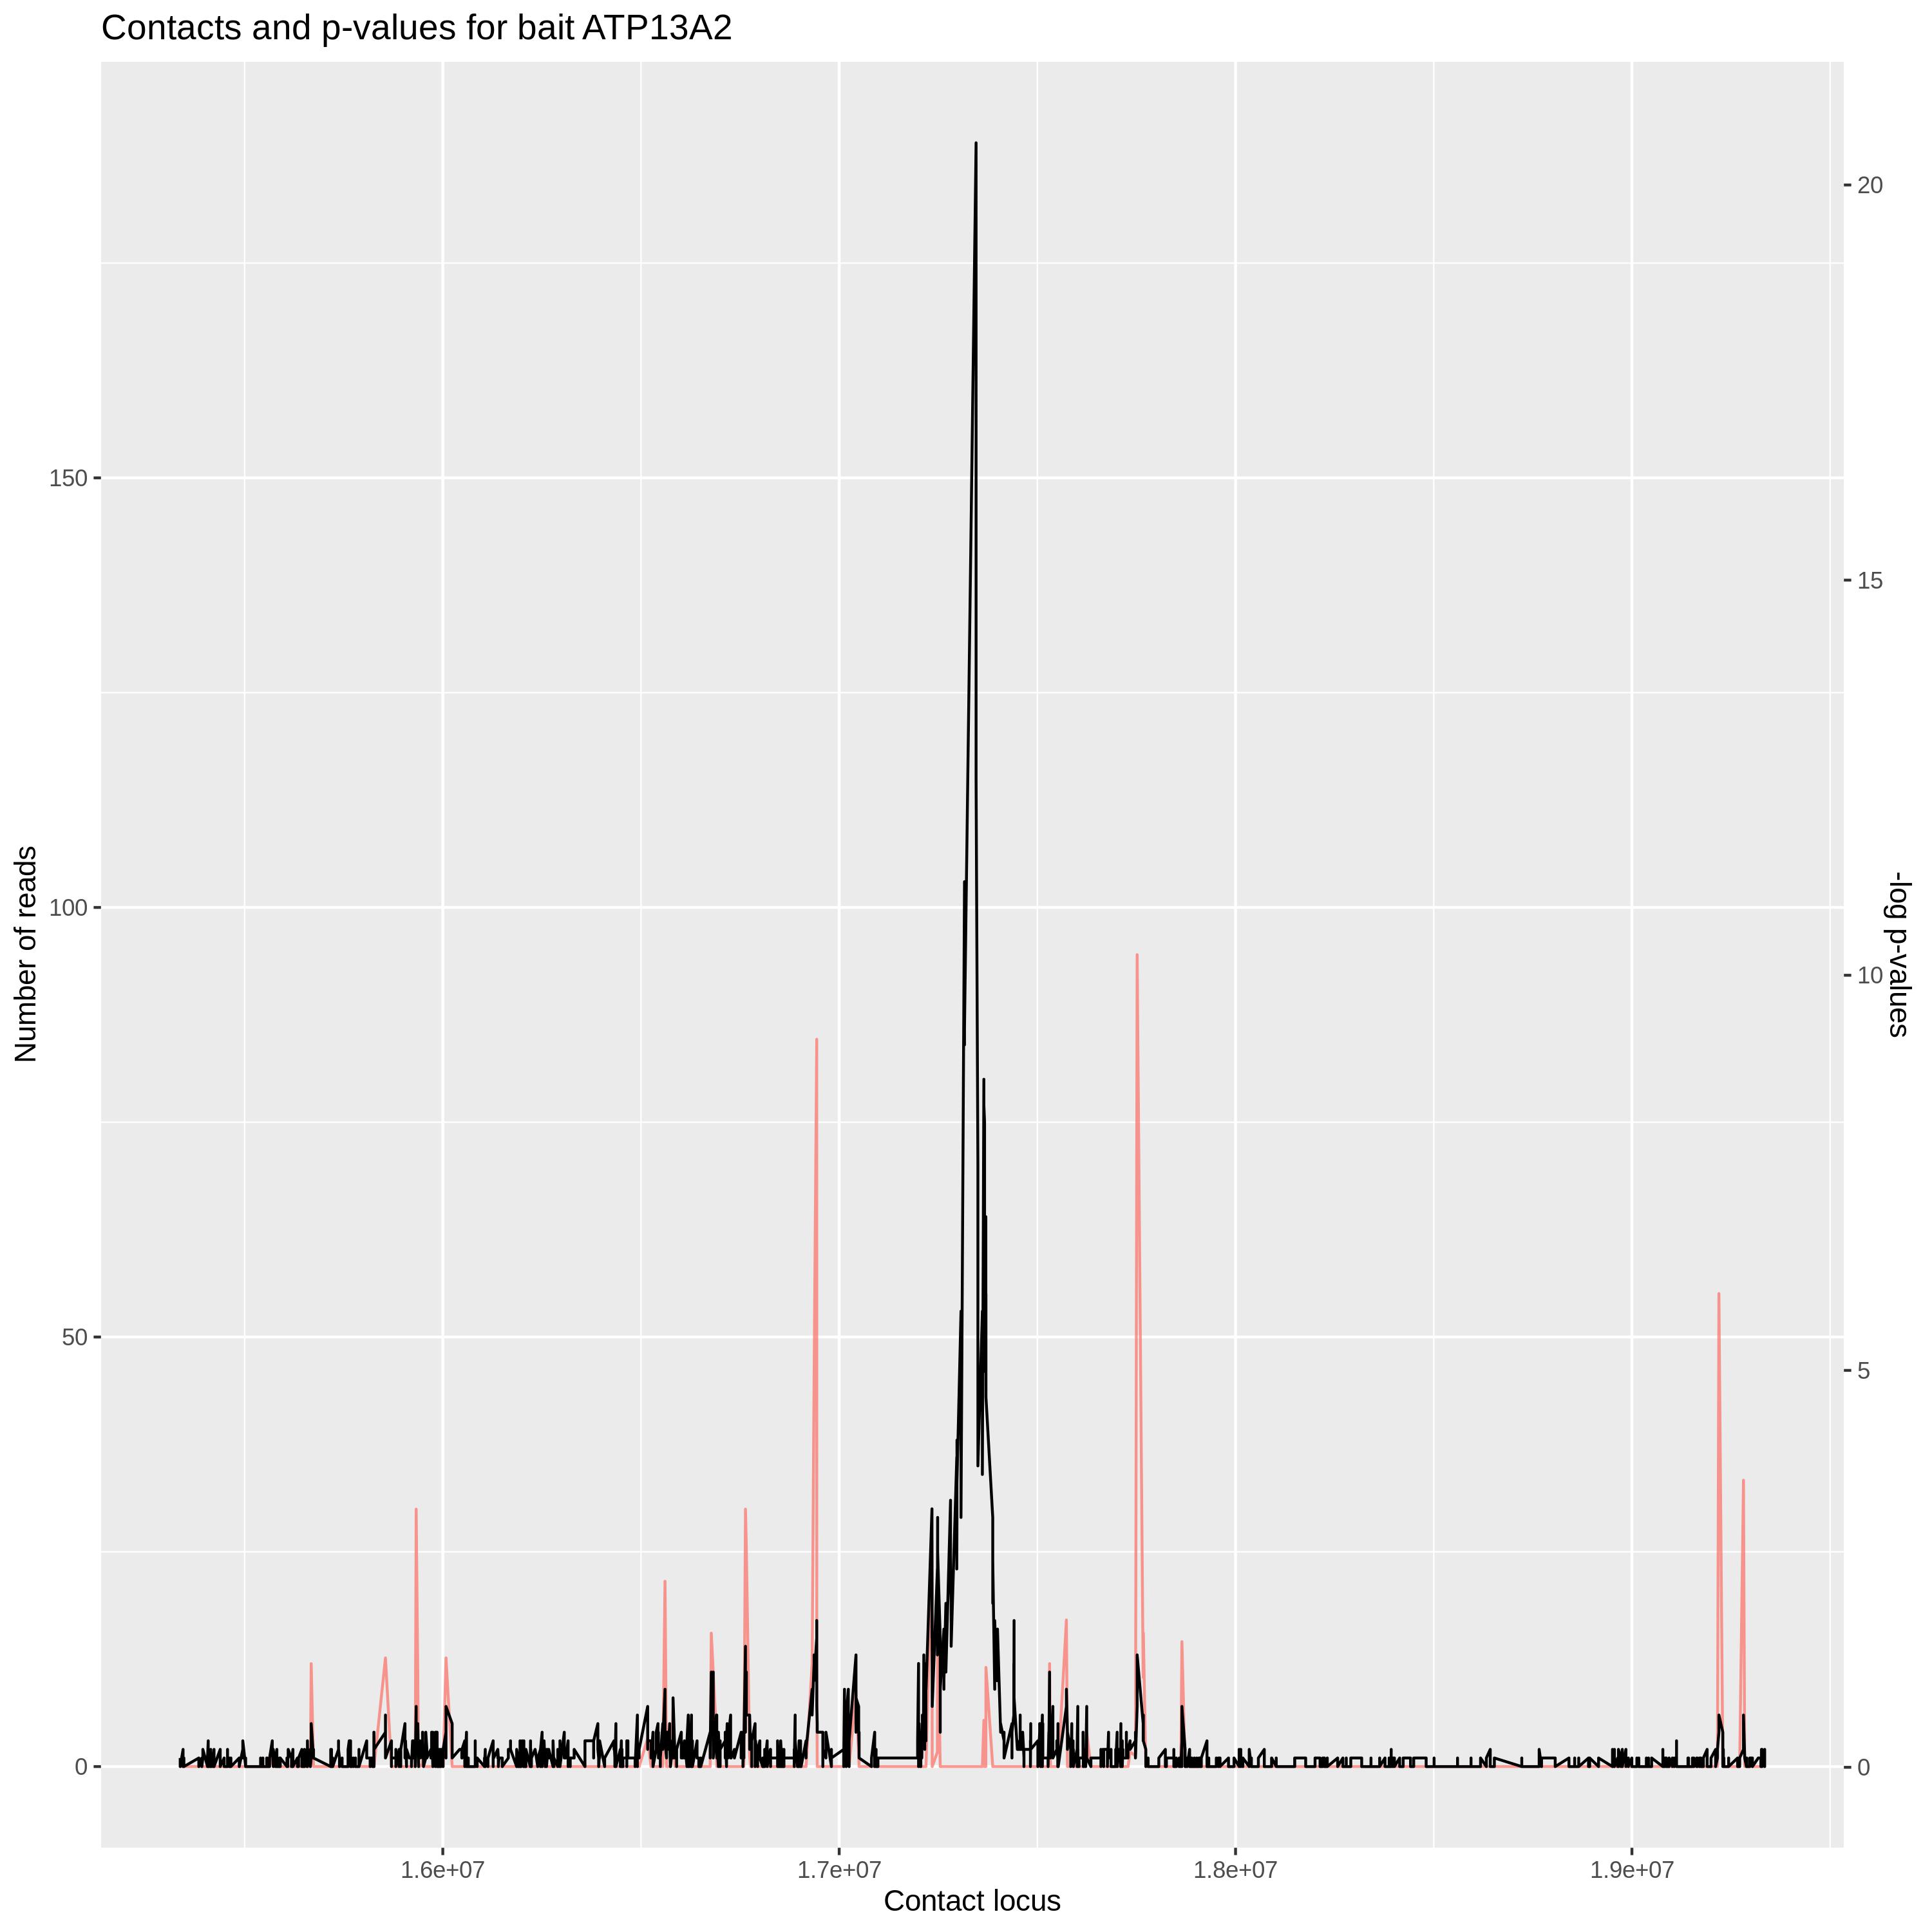 Contacts and p-values for bait ATP13A2
Number of reads
150
100
50
0
20
15
10
5
0
-log p-values
1.6e+07
1.7e+07
1.8e+07
1.9e+07
Contact locus